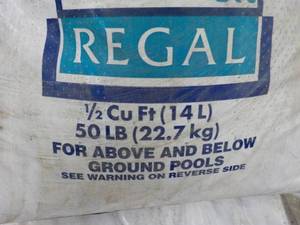 REGAL
1/2 Cu Ft (14 L)
50 LB (22.7 kg)
FOR ABOVE AND BELOW
GROUND POOLS
SEE WARNING ON REVERSE SIDE